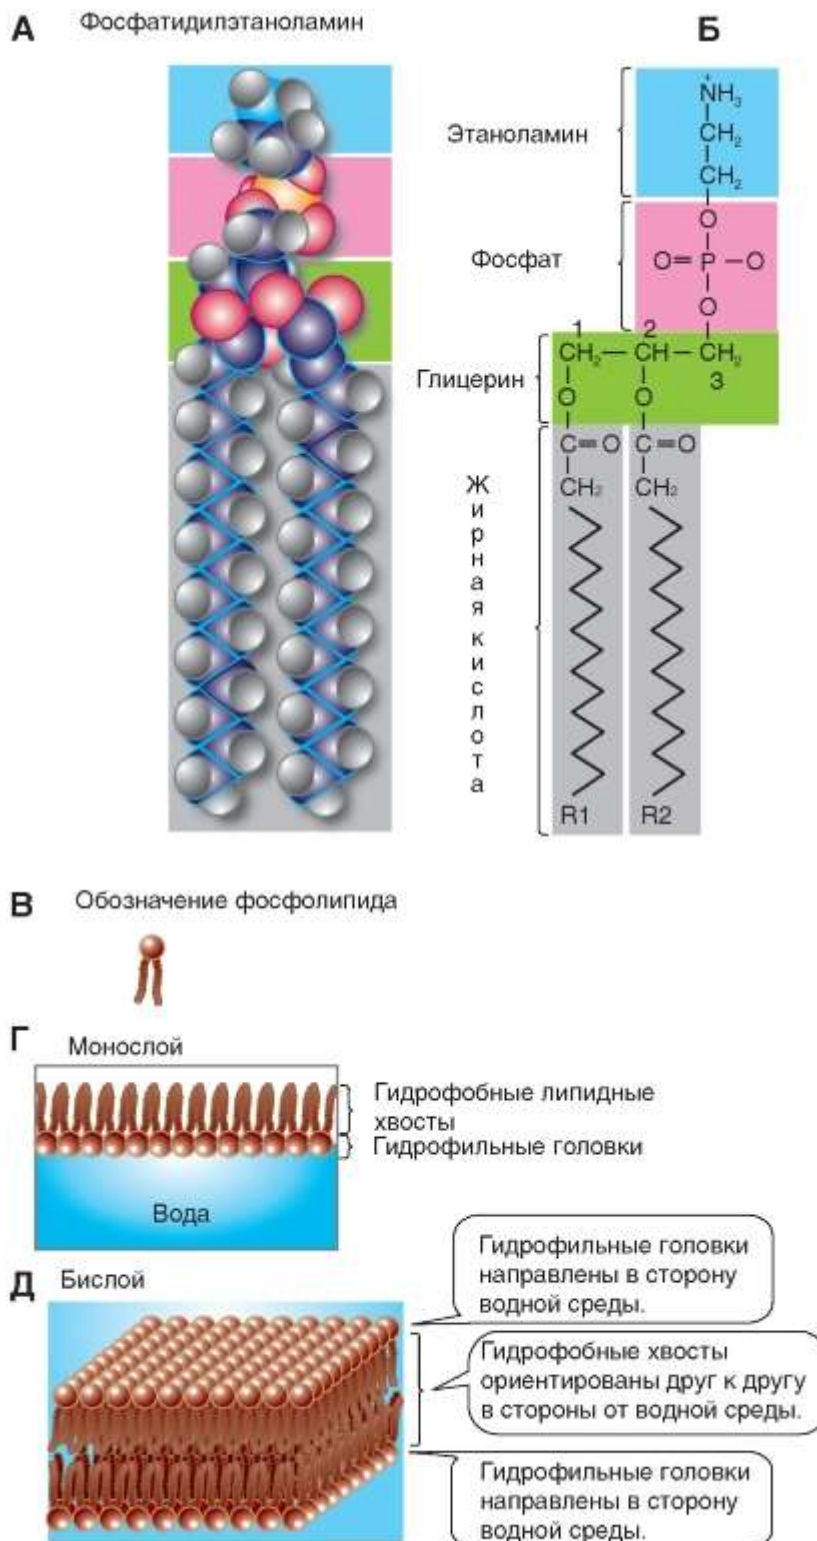 А Фосфатидилэтаноламин
Б
Этаноламин
+
NH₃
CH₂
CH₂
Фосфат
O
O=P-O
O
Глицерин
1 2
CH₂—CH—CH₂
3
O O
C=O C=O
CH₂ CH₂
Жирная кислота
R1 R2
В Обозначение фосфолипида
Г Монослой
Гидрофобные липидные
хвосты
Гидрофильные головки
Вода
Д Бислой
Гидрофильные головки
направлены в сторону
водной среды.
Гидрофобные хвосты
ориентированы друг к другу
в стороны от водной среды.
Гидрофильные головки
направлены в сторону
водной среды.